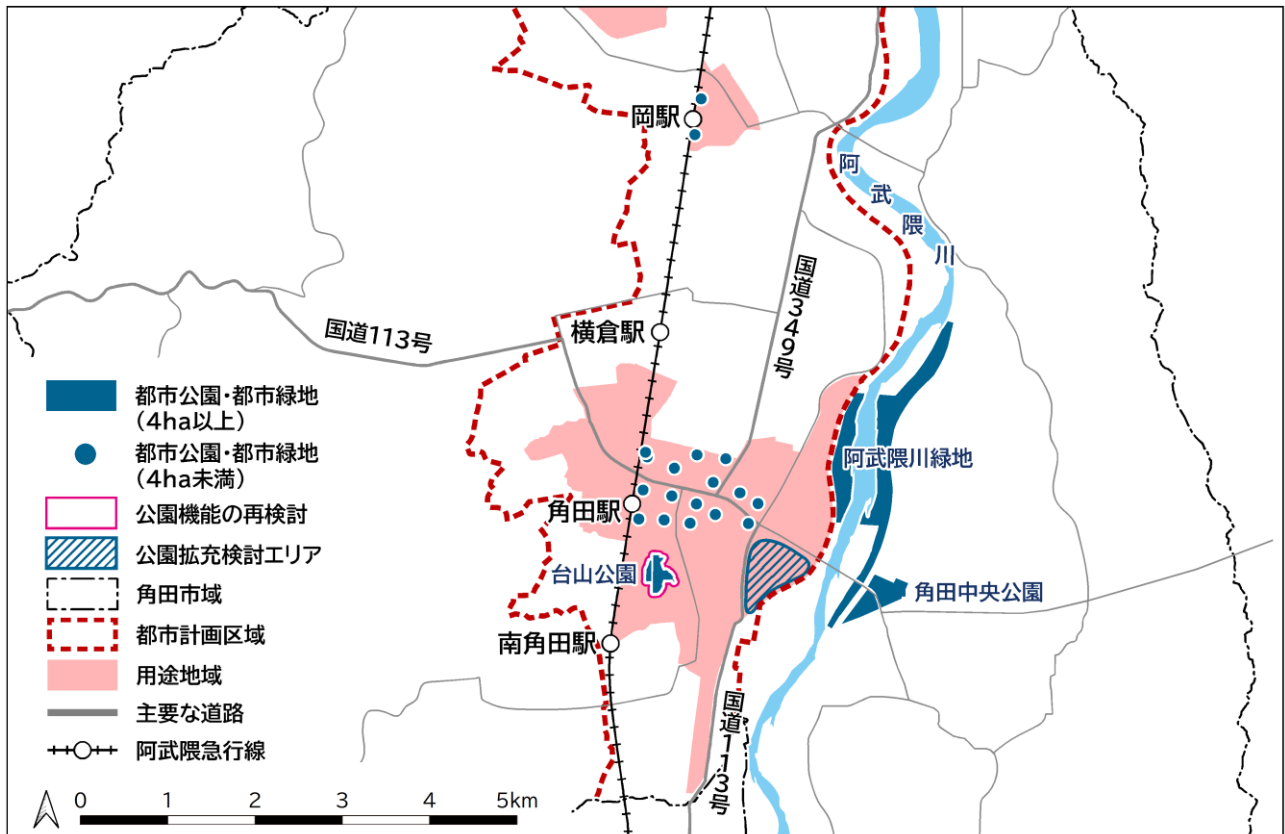 岡駅
阿武隈川
国道349号
国道113号
横倉駅
都市公園・都市緑地
(4ha以上)
都市公園・都市緑地
(4ha未満)
公園機能の再検討
公園拡充検討エリア
角田市域
都市計画区域
用途地域
主要な道路
阿武隈急行線
阿武隈川緑地
角田駅
台山公園
角田中央公園
南角田駅
国道113号
0 1 2 3 4 5km